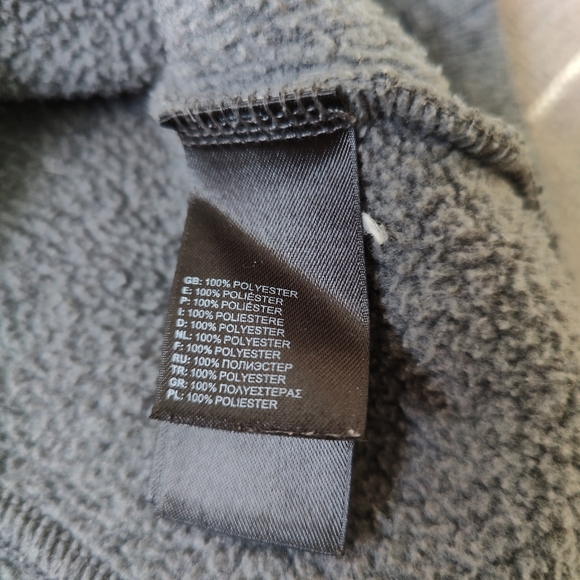 GB: 100% POLYESTER
E: 100% POLIÉSTER
P: 100% POLIÉSTER
I: 100% POLIESTERE
D: 100% POLYESTER
NL: 100% POLYESTER
F: 100% POLYESTER
RU: 100% ПОЛИЭСТЕР
TR: 100% POLYESTER
GR: 100% ΠΟΛΥΕΣΤΕΡΑΣ
PL: 100% POLIESTER